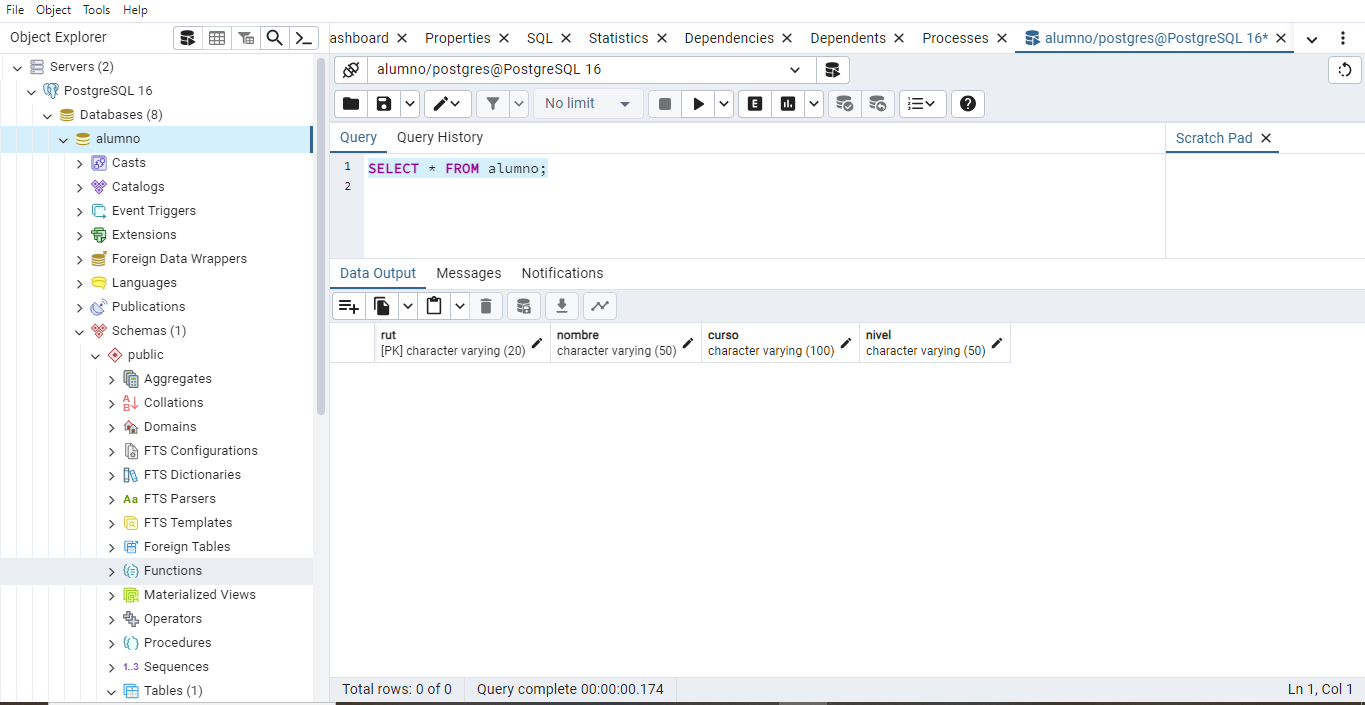 File Object Tools Help
Object Explorer
ashboard Properties SQL Statistics Dependencies Dependents Processes alumno/postgres@PostgreSQL 16*
Servers (2)
PostgreSQL 16
Databases (8)
alumno
Casts
Catalogs
Event Triggers
Extensions
Foreign Data Wrappers
Languages
Publications
Schemas (1)
public
Aggregates
Collations
Domains
FTS Configurations
FTS Dictionaries
Aa FTS Parsers
FTS Templates
Foreign Tables
Functions
Materialized Views
Operators
Procedures
1..3 Sequences
Tables (1)
alumno/postgres@PostgreSQL 16
No limit E
Query Query History
Scratch Pad
1 SELECT * FROM alumno;
2
Data Output Messages Notifications
rut nombre curso nivel
[PK] character varying (20) character varying (50) character varying (100) character varying (50)
Total rows: 0 of 0 Query complete 00:00:00.174 Ln 1, Col 1